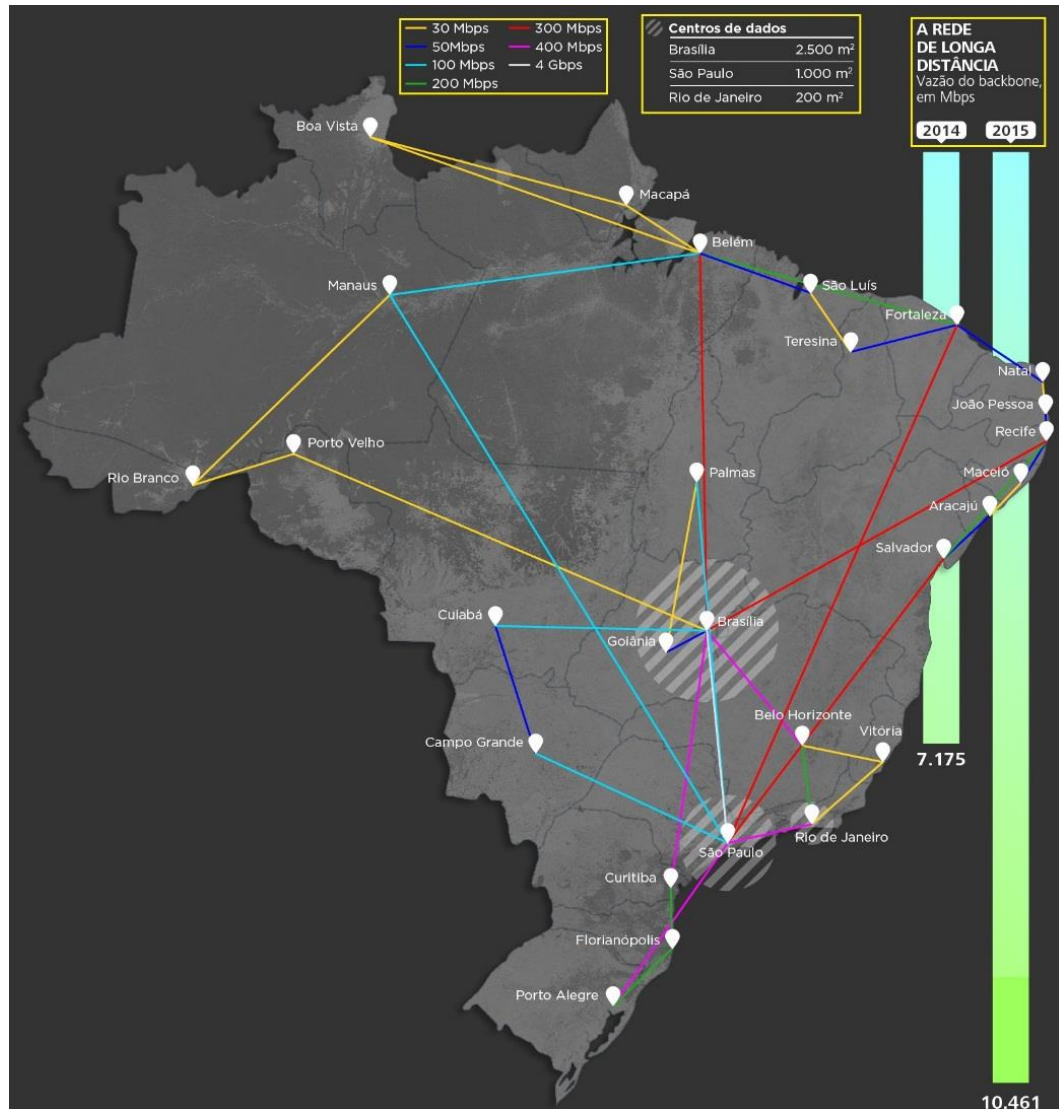 30 Mbps
50Mbps
100 Mbps
200 Mbps
300 Mbps
400 Mbps
4 Gbps
Centros de dados
Brasília 2.500 m²
São Paulo 1.000 m²
Rio de Janeiro 200 m²
A REDE
DE LONGA
DISTÂNCIA
Vazão do backbone,
em Mbps
2014 2015
Boa Vista
Macapá
Belém
Manaus
São Luís
Fortaleza
Teresina
Natal
João Pessoa
Recife
Porto Velho
Rio Branco
Palmas
Maceió
Aracajú
Salvador
Cuiabá
Brasília
Goiânia
Belo Horizonte
Vitória
Campo Grande
7.175
Rio de Janeiro
São Paulo
Curitiba
Florianópolis
Porto Alegre
10.461